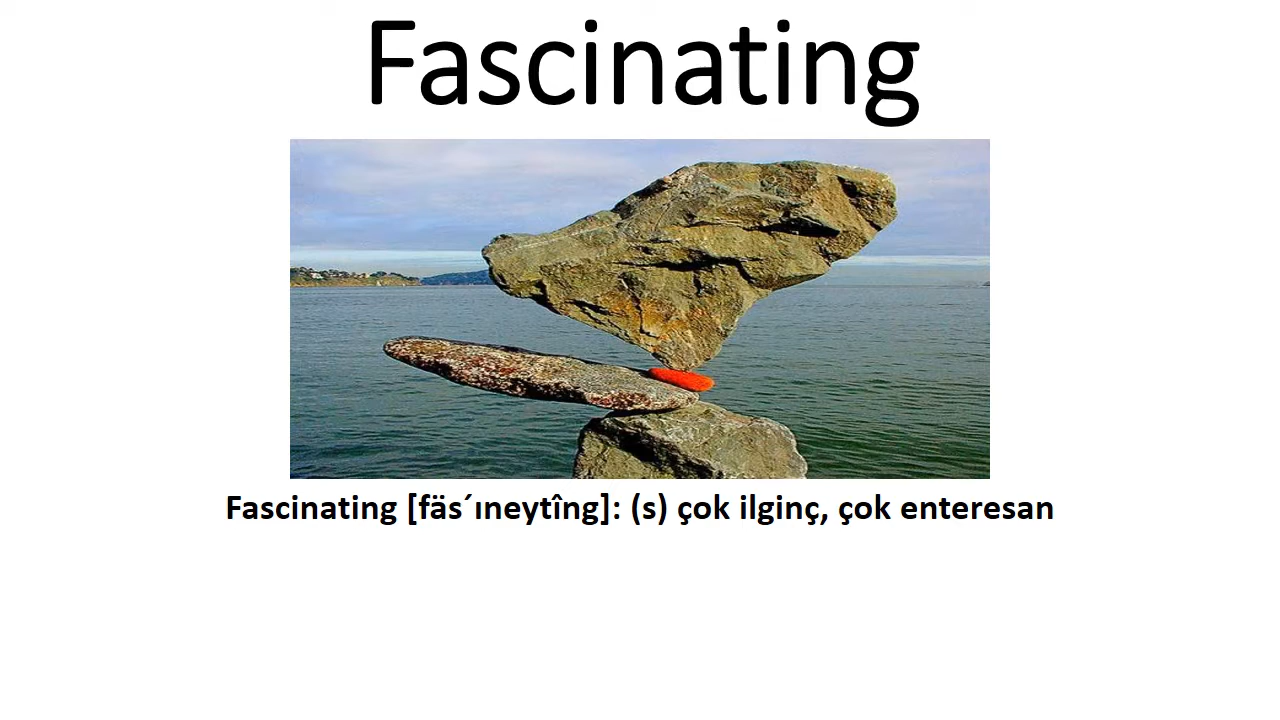 Fascinating
Fascinating [fäs´ıneytîng]: (s) çok ilginç, çok enteresan